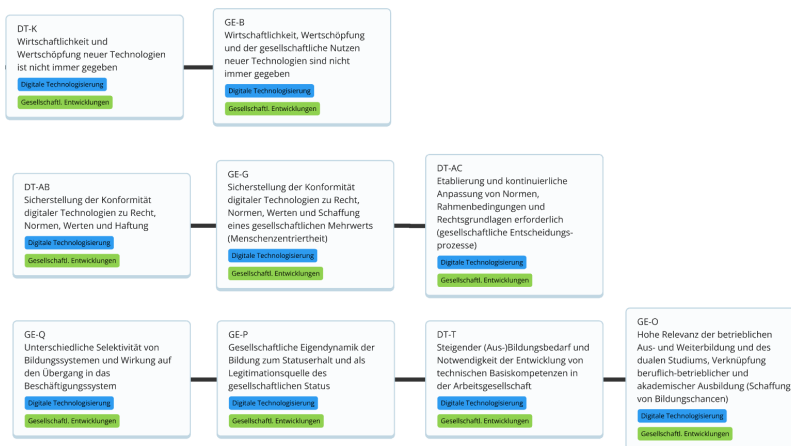 DT-K
Wirtschaftlichkeit und
Wertschöpfung neuer Technologien
ist nicht immer gegeben
Digitale Technologisierung
Gesellschaftl. Entwicklungen
GE-B
Wirtschaftlichkeit, Wertschöpfung
und der gesellschaftliche Nutzen
neuer Technologien sind nicht
immer gegeben
Digitale Technologisierung
Gesellschaftl. Entwicklungen
DT-AB
Sicherstellung der Konformität
digitaler Technologien zu Recht,
Normen, Werten und Haftung
Digitale Technologisierung
Gesellschaftl. Entwicklungen
GE-G
Sicherstellung der Konformität
digitaler Technologien zu Recht,
Normen, Werten und Schaffung
eines gesellschaftlichen Mehrwerts
(Menschenzentriertheit)
Digitale Technologisierung
Gesellschaftl. Entwicklungen
DT-AC
Etablierung und kontinuierliche
Anpassung von Normen,
Rahmenbedingungen und
Rechtsgrundlagen erforderlich
(gesellschaftliche Entscheidungs-
prozesse)
Digitale Technologisierung
Gesellschaftl. Entwicklungen
GE-Q
Unterschiedliche Selektivität von
Bildungssystemen und Wirkung auf
den Übergang in das
Beschäftigungssystem
Digitale Technologisierung
Gesellschaftl. Entwicklungen
GE-P
Gesellschaftliche Eigendynamik der
Bildung zum Statuserhalt und als
Legitimationsquelle des
gesellschaftlichen Status
Digitale Technologisierung
Gesellschaftl. Entwicklungen
DT-T
Steigender (Aus-)Bildungsbedarf und
Notwendigkeit der Entwicklung von
technischen Basiskompetenzen in
der Arbeitsgesellschaft
Digitale Technologisierung
Gesellschaftl. Entwicklungen
GE-O
Hohe Relevanz der betrieblichen
Aus- und Weiterbildung und des
dualen Studiums, Verknüpfung
beruflich-betrieblicher und
akademischer Ausbildung (Schaffung
von Bildungschancen)
Digitale Technologisierung
Gesellschaftl. Entwicklungen